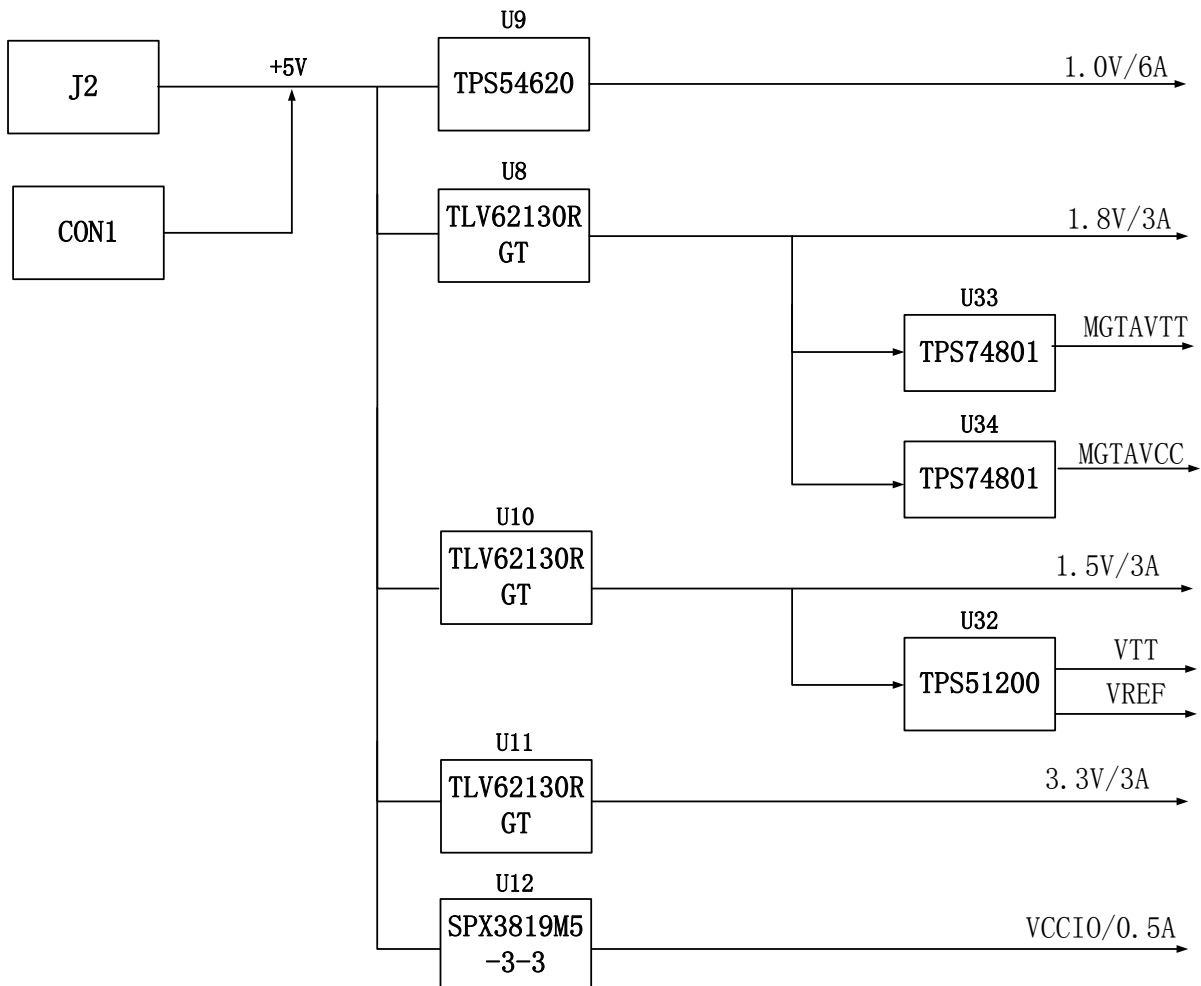 U9
J2
+5V
TPS54620
1.0V/6A
U8
CON1
TLV62130R
GT
1.8V/3A
U33
TPS74801
MGTAVTT
U34
TPS74801
MGTAVCC
U10
TLV62130R
GT
1.5V/3A
U32
TPS51200
VTT
VREF
U11
TLV62130R
GT
3.3V/3A
U12
SPX3819M5
-3-3
VCCIO/0.5A